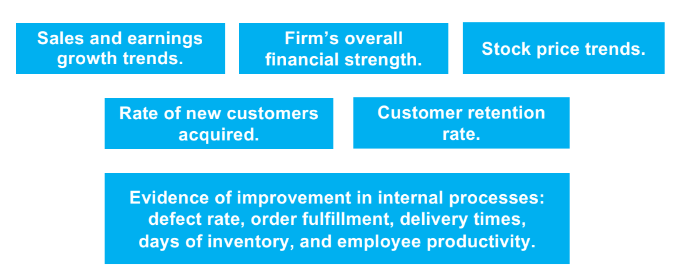 Sales and earnings
growth trends.
Firm's overall
financial strength.
Stock price trends.
Rate of new customers
acquired.
Customer retention
rate.
Evidence of improvement in internal processes:
defect rate, order fulfillment, delivery times,
days of inventory, and employee productivity.